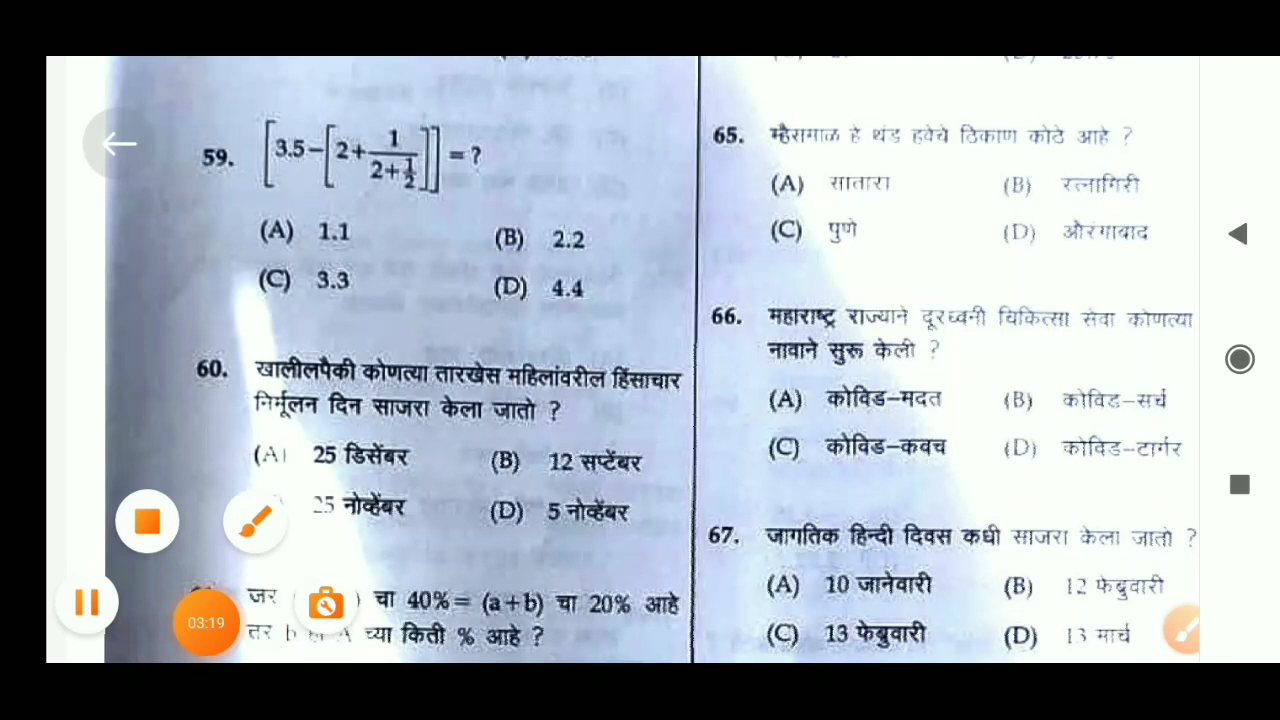 59. [3.5-[2+1/(2+1/2)]] = ?
(A) 1.1 (B) 2.2
(C) 3.3 (D) 4.4
60. खालीलपैकी कोणत्या तारखेस महिलांवरील हिंसाचार
निर्मूलन दिन साजरा केला जातो ?
(A) 25 डिसेंबर (B) 12 सप्टेंबर
25 नोव्हेंबर (D) 5 नोव्हेंबर
जर चा 40% = (a+b) चा 20% आहे
तर b च्या किती % आहे ?
03:19
65. म्हैसमाळ हे थंड हवेचे ठिकाण कोठे आहे ?
(A) सातारा (B) रत्नागिरी
(C) पुणे (D) औरंगाबाद
66. महाराष्ट्र राज्याने दूरध्वनी चिकित्सा सेवा कोणत्या
नावाने सुरू केली ?
(A) कोविड-मदत (B) कोविड-सर्च
(C) कोविड-कवच (D) कोविड-टार्गर
67. जागतिक हिन्दी दिवस कधी साजरा केला जातो ?
(A) 10 जानेवारी (B) 12 फेब्रुवारी
(C) 13 फेब्रुवारी (D) 13 मार्च